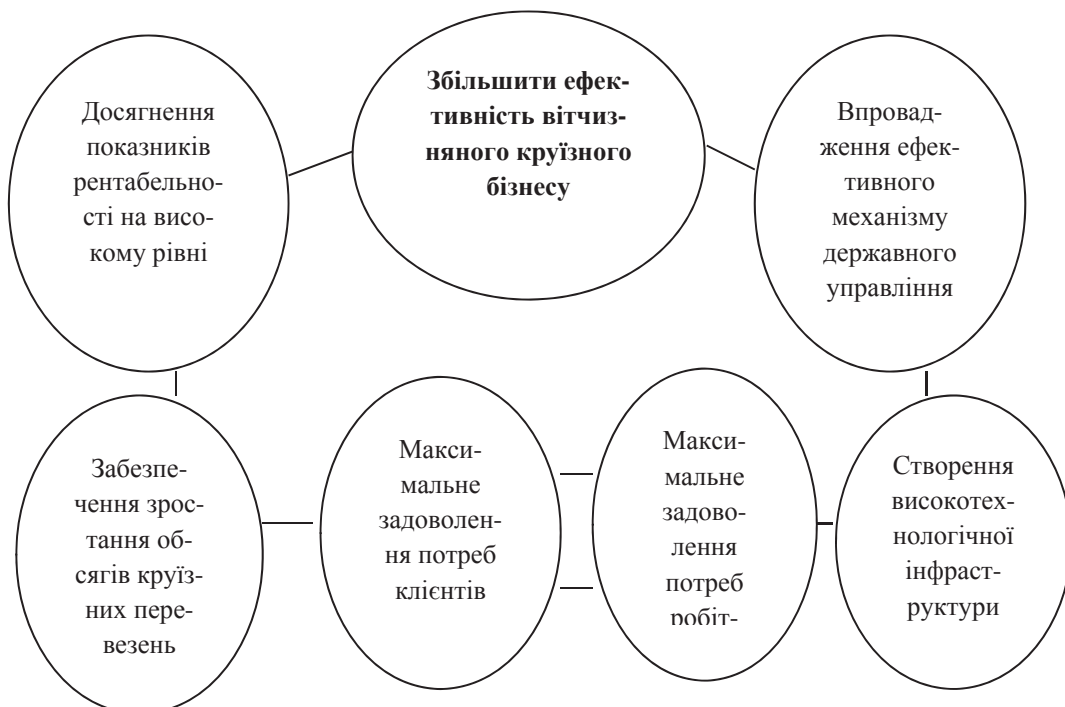 Досягнення
показників
рентабельно-
сті на висо-
кому рівні
Збільшити ефек-
тивність вітчиз-
няного круїзного
бізнесу
Впровад-
ження ефек-
тивного
механізму
державного
управління
Забезпе-
чення зрос-
тання об-
сягів круїз-
них пере-
везень
Макси-
мальне
задоволен-
ня потреб
клієнтів
Макси-
мальне
задово-
лення
потреб
робіт-
Створення
високотех-
нологічної
інфраст-
руктури